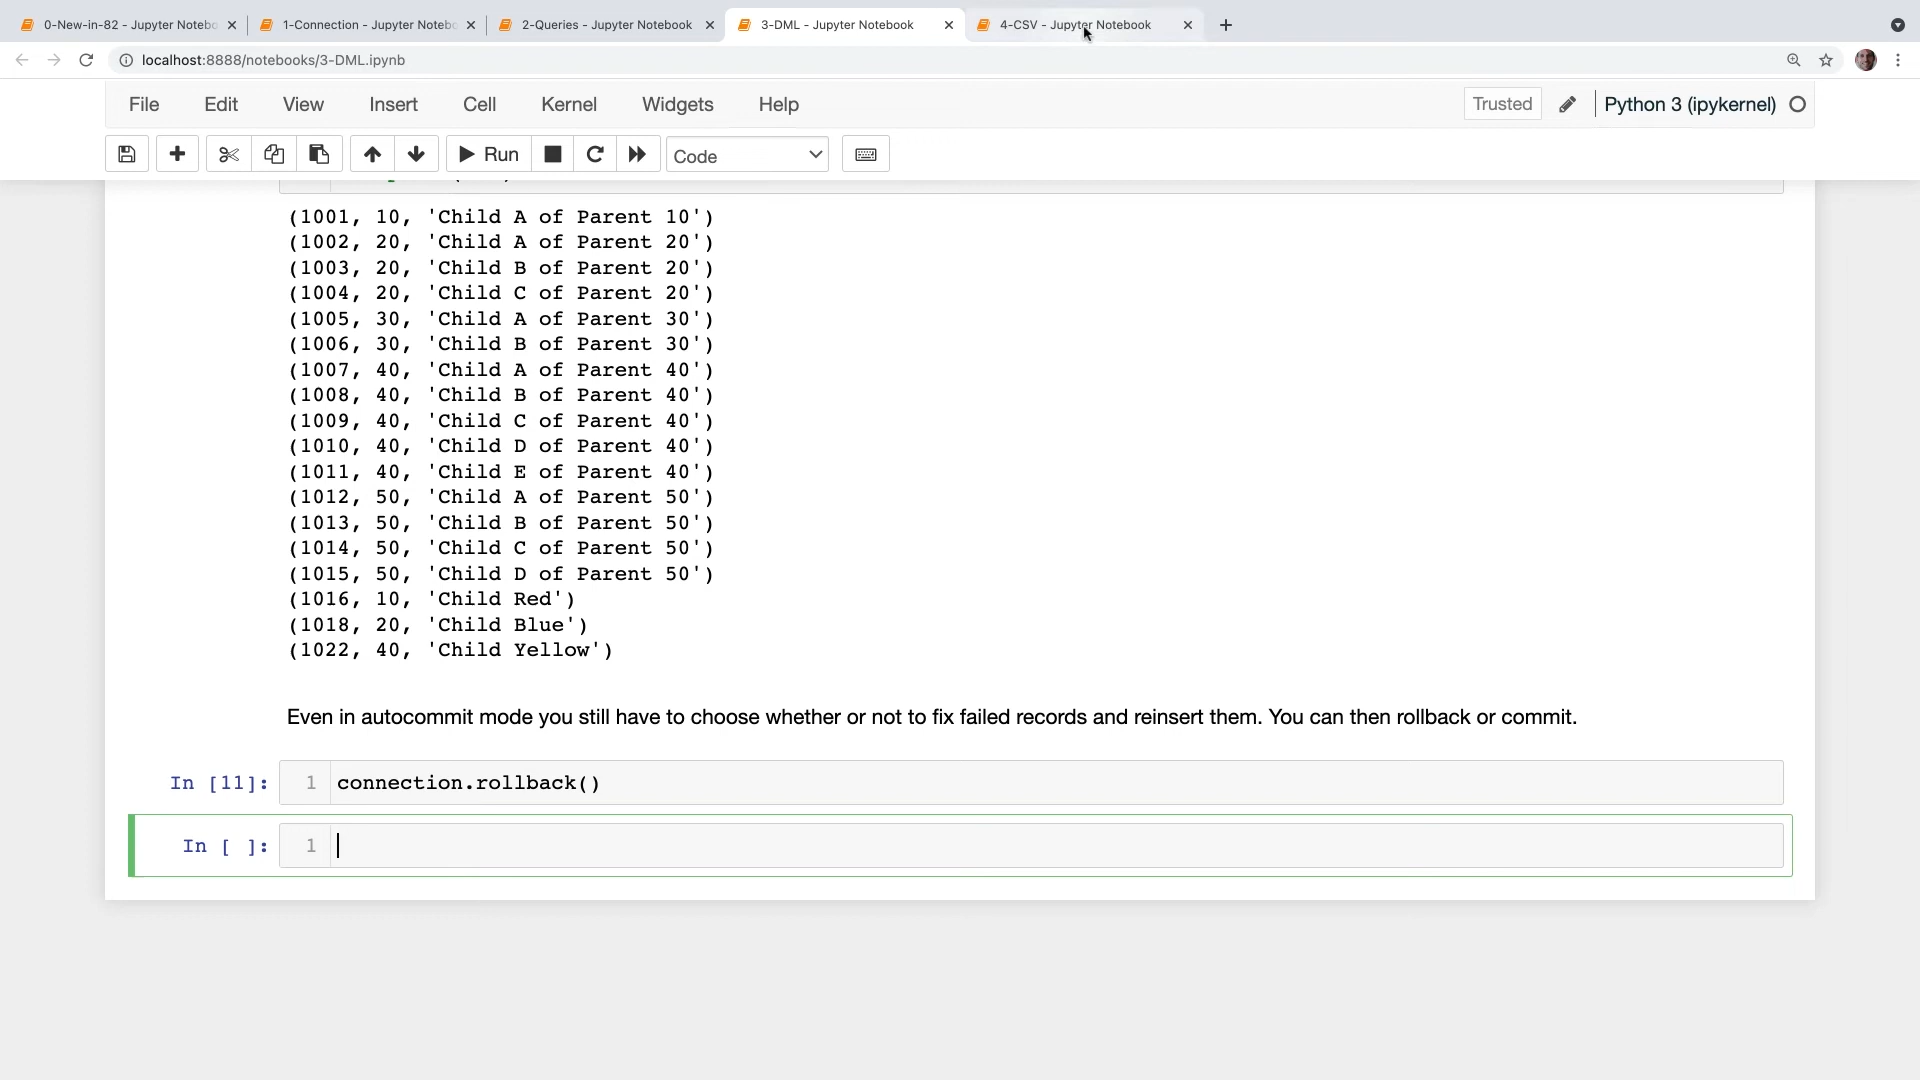 0-New-in-82 - Jupyter Notebo
1-Connection - Jupyter Notebo
2-Queries - Jupyter Notebook
3-DML - Jupyter Notebook
4-CSV - Jupyter Notebook
localhost:8888/notebooks/3-DML.ipynb
File Edit View Insert Cell Kernel Widgets Help
Trusted
Python 3 (ipykernel)
Run
Code
(1001, 10, 'Child A of Parent 10')
(1002, 20, 'Child A of Parent 20')
(1003, 20, 'Child B of Parent 20')
(1004, 20, 'Child C of Parent 20')
(1005, 30, 'Child A of Parent 30')
(1006, 30, 'Child B of Parent 30')
(1007, 40, 'Child A of Parent 40')
(1008, 40, 'Child B of Parent 40')
(1009, 40, 'Child C of Parent 40')
(1010, 40, 'Child D of Parent 40')
(1011, 40, 'Child E of Parent 40')
(1012, 50, 'Child A of Parent 50')
(1013, 50, 'Child B of Parent 50')
(1014, 50, 'Child C of Parent 50')
(1015, 50, 'Child D of Parent 50')
(1016, 10, 'Child Red')
(1018, 20, 'Child Blue')
(1022, 40, 'Child Yellow')
Even in autocommit mode you still have to choose whether or not to fix failed records and reinsert them. You can then rollback or commit.
In [11]: 1 connection.rollback()
In [ ]: 1